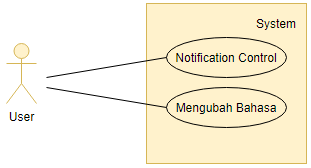 System
Notification Control
Mengubah Bahasa
User